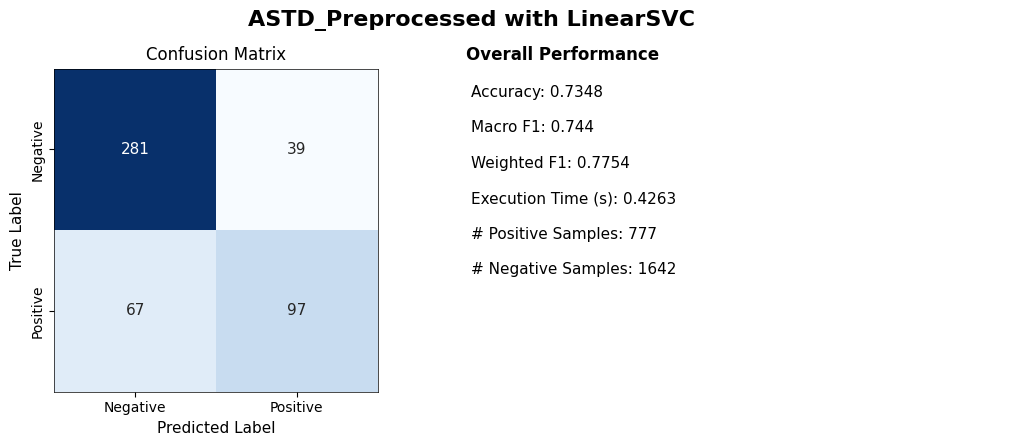 ASTD_Preprocessed with LinearSVC
Confusion Matrix
True Label
Negative
281
39
Positive
67
97
Negative
Positive
Predicted Label
Overall Performance
Accuracy: 0.7348
Macro F1: 0.744
Weighted F1: 0.7754
Execution Time (s): 0.4263
# Positive Samples: 777
# Negative Samples: 1642